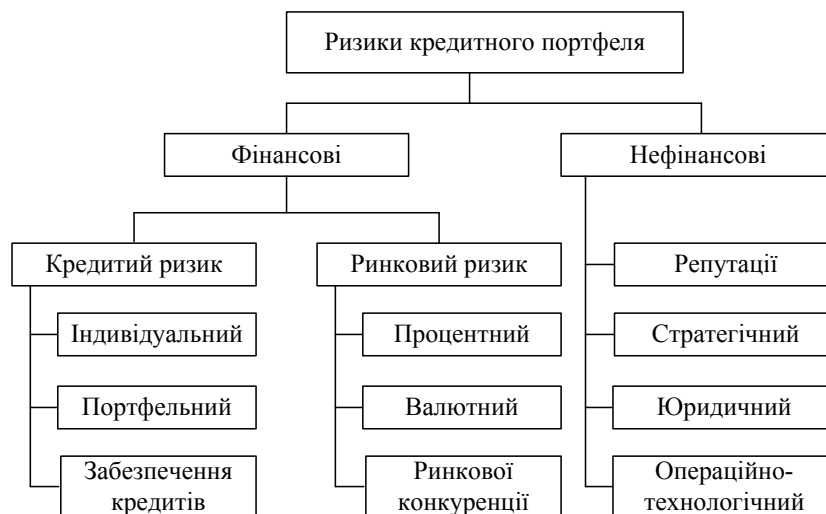 Ризики кредитного портфеля
Фінансові
Нефінансові
Кредитий ризик
Ринковий ризик
Репутації
Індивідуальний
Процентний
Стратегічний
Портфельний
Валютний
Юридичний
Забезпечення
кредитів
Ринкової
конкуренції
Операційно-
технологічний